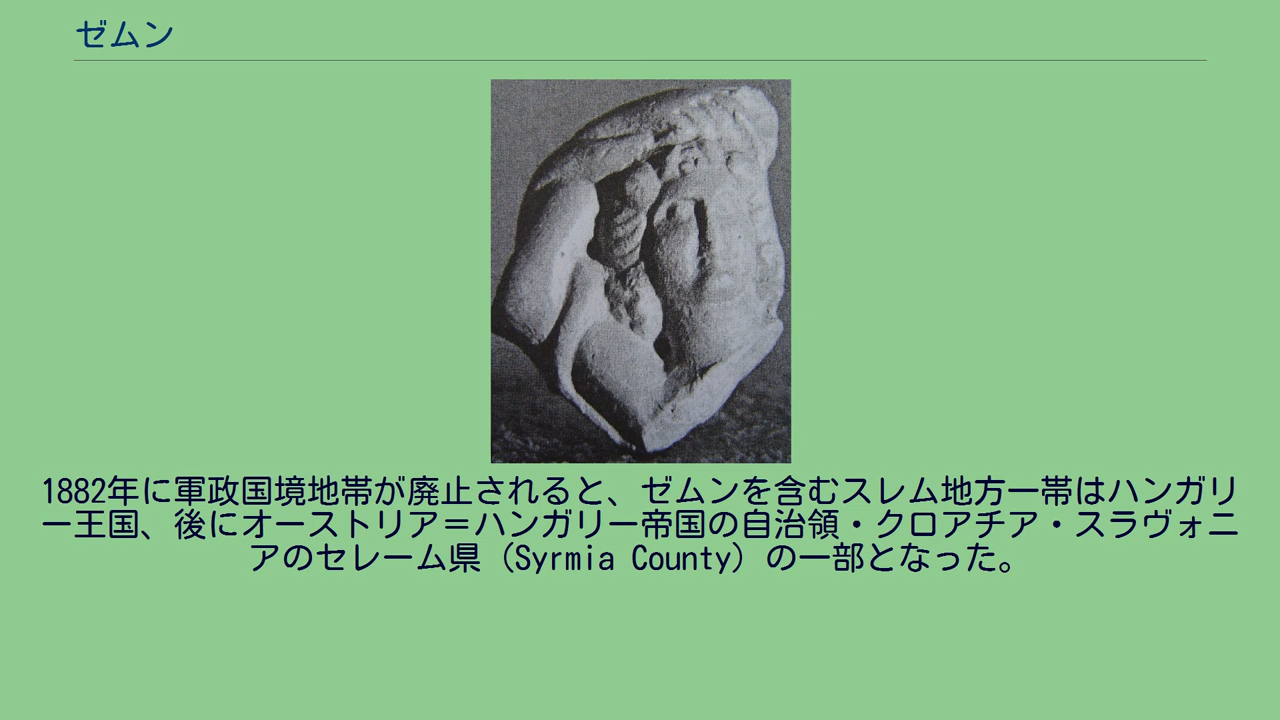 ゼムン
1882年に軍政国境地帯が廃止されると、ゼムンを含むスレム地方一帯はハンガリ
ー王国、後にオーストリア＝ハンガリー帝国の自治領・クロアチア・スラヴォニ
アのセレーム県（Syrmia County）の一部となった。